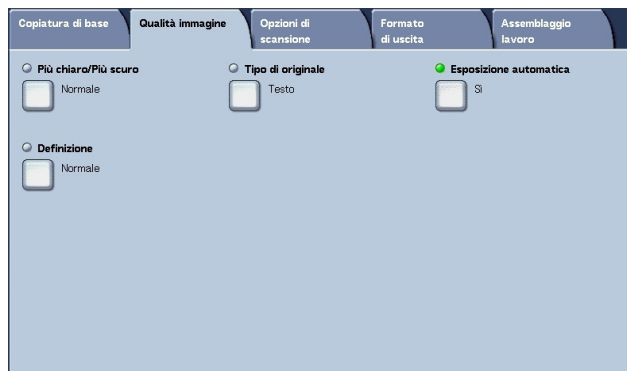 Copiatura di base
Qualità immagine
Opzioni di
scansione
Formato
di uscita
Assemblaggio
lavoro
Più chiaro/Più scuro
Normale
Tipo di originale
Testo
Esposizione automatica
Sì
Definizione
Normale